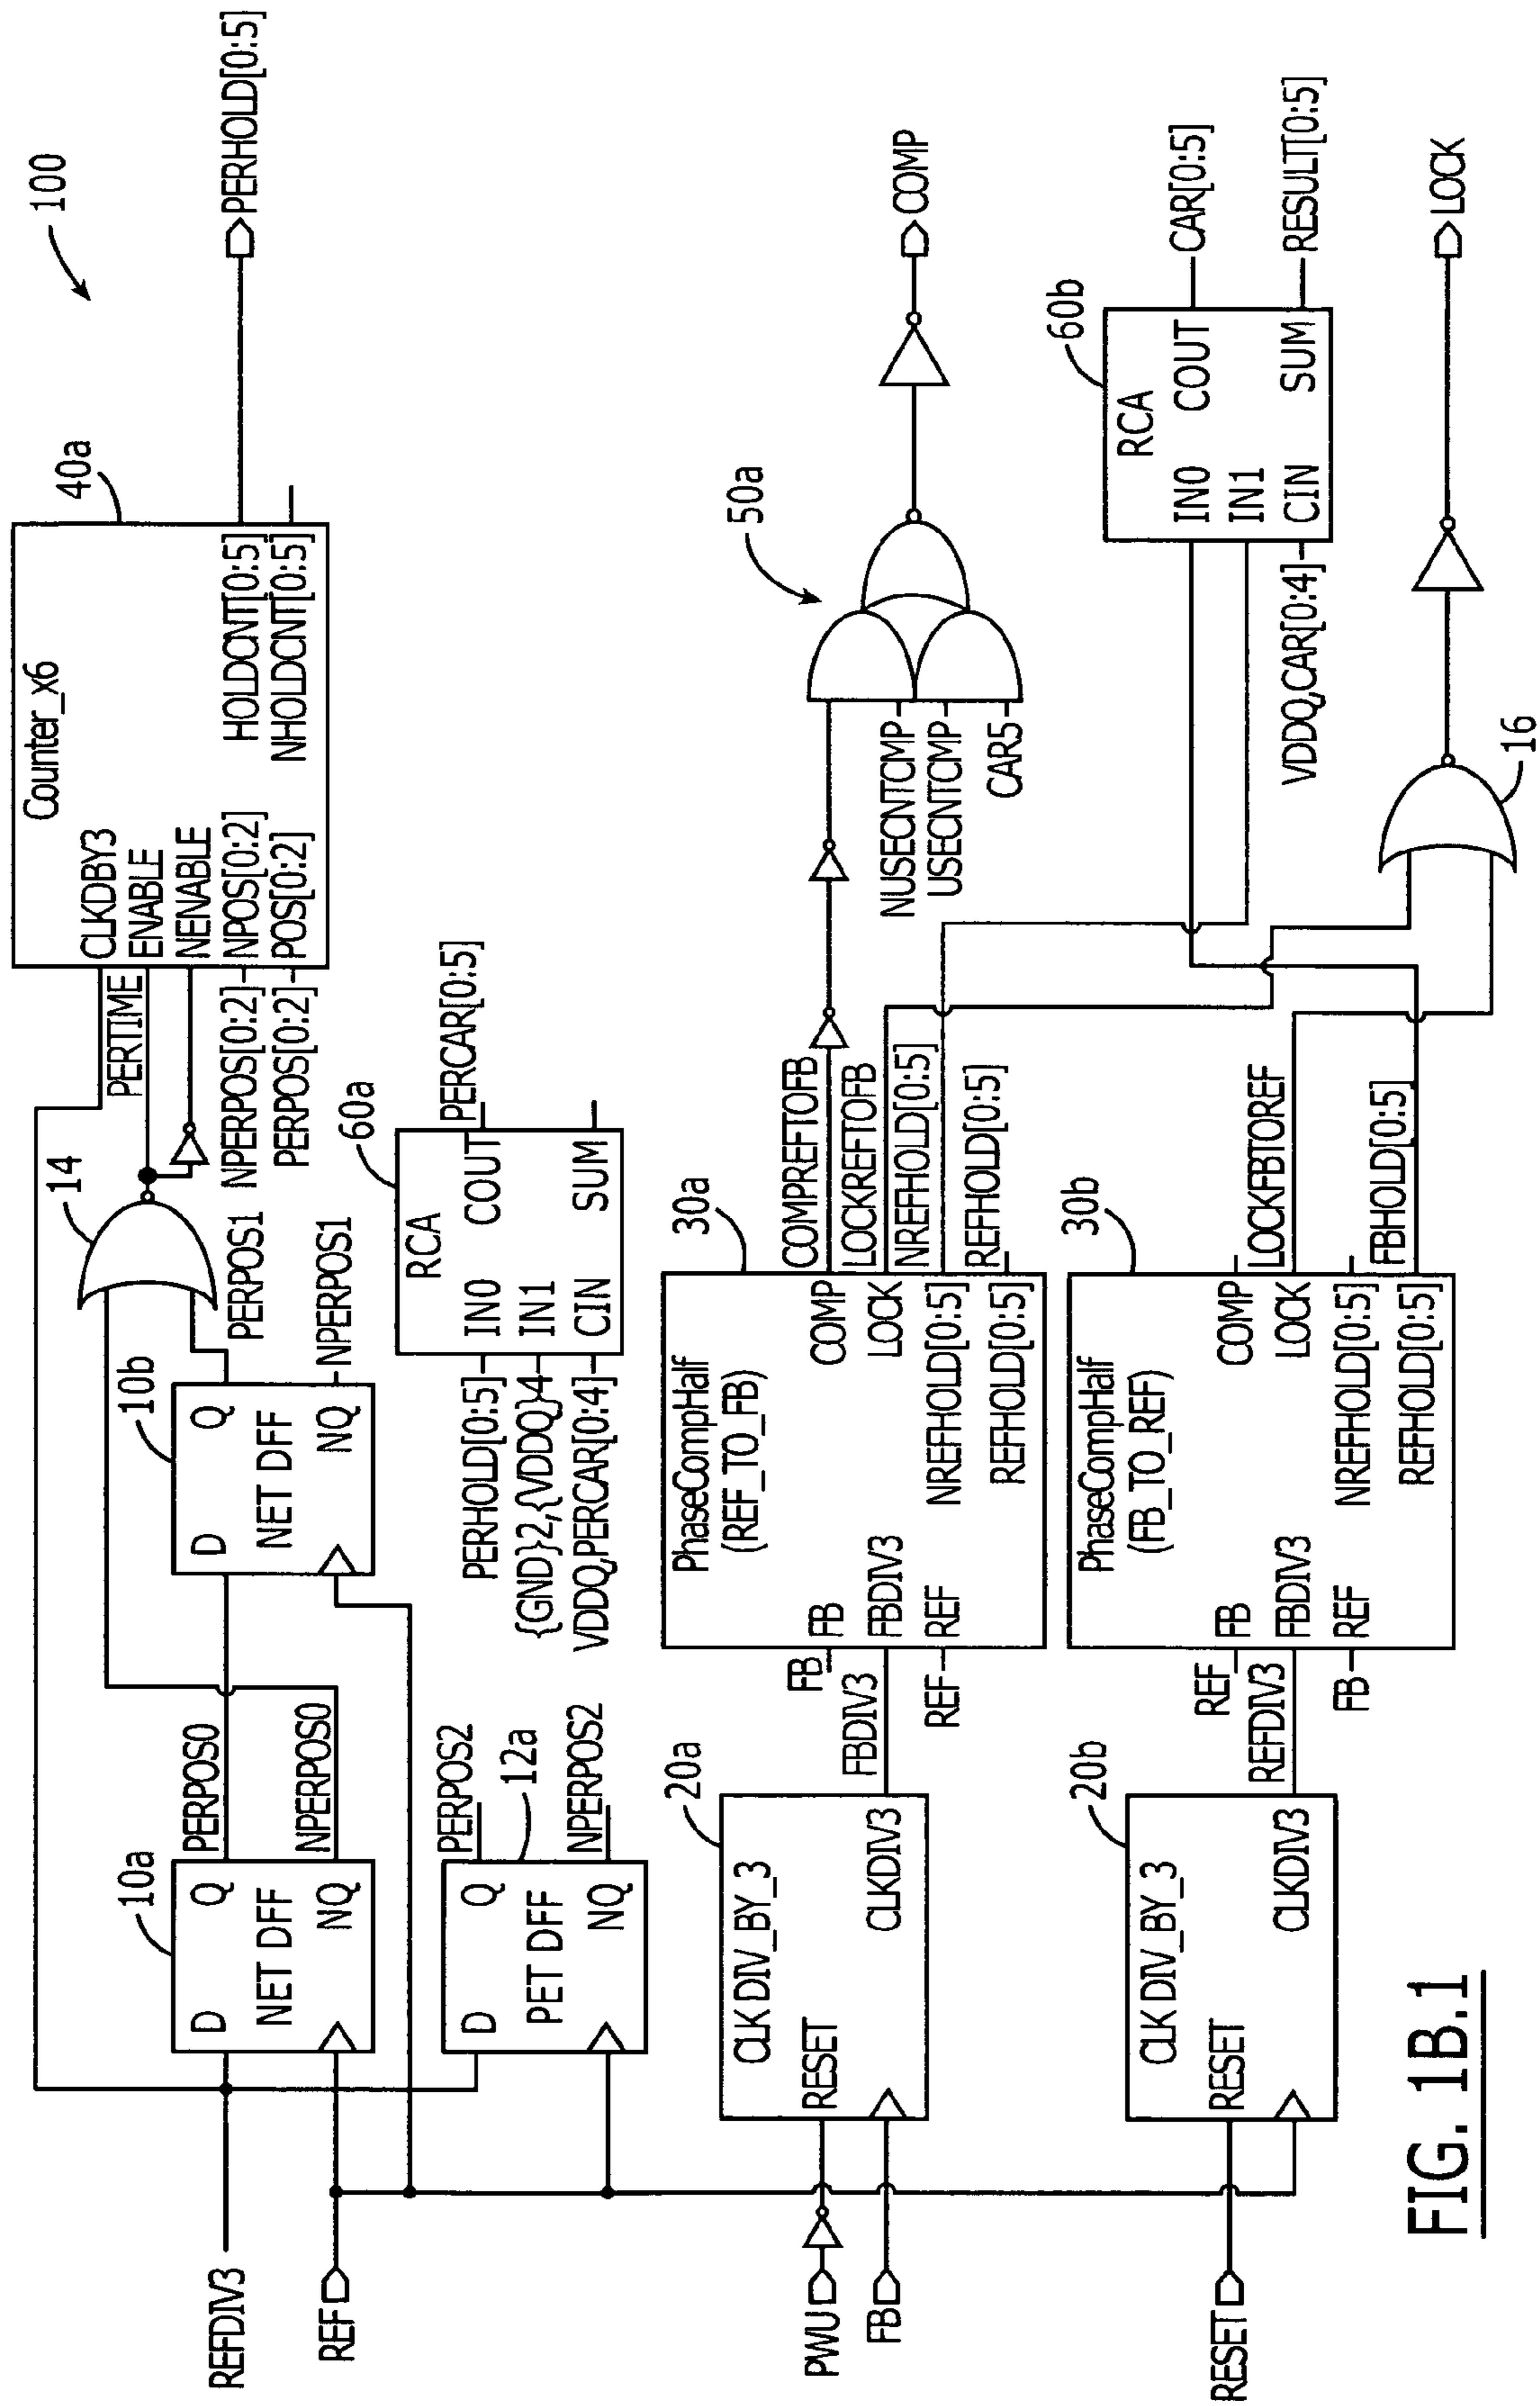 100
REFDIV3
REF
10a
D
Q
NET DFF
NQ
PERPOS0
NPERPOS0
10b
D
Q
NET DFF
NQ
PERPOS1
NPERPOS1
14
PERTIME
NPERPOS[0:2]
PERPOS[0:2]
Counter_x6
40a
CLKDBY3
ENABLE
NENABLE
NPOS[0:2]
POS[0:2]
HOLDCNT[0:5]
NHOLDCNT[0:5]
PERHOLD[0:5]
PERPOS2
12a
D
Q
PET DFF
NQ
NPERPOS2
60a
RCA
IN0
COUT
IN1
CIN
SUM
PERHOLD[0:5]
{GND}2,{VDDQ}4
VDDQ,PERCAR[0:4]
PERCAR[0:5]
PWU
FB
20a
CLK DIV_BY_3
RESET
CLKDIV3
FB
FBDIV3
REF
30a
PhaseCompHalf
(REF_TO_FB)
FB
FBDIV3
REF
COMP
LOCK
NREFHOLD[0:5]
REFHOLD[0:5]
COMPREFTOFB
LOCKREFTOFB
NREFHOLD[0:5]
REFHOLD[0:5]
50a
NUSECNTCMP
USECNTCMP
CAR5
COMP
RESET
20b
CLK DIV_BY_3
RESET
CLKDIV3
REF
REFDIV3
FB
30b
PhaseCompHalf
(FB_TO_REF)
FB
FBDIV3
REF
COMP
LOCK
NREFHOLD[0:5]
REFHOLD[0:5]
LOCKFBTOREF
FBHOLD[0:5]
60b
RCA
IN0
COUT
IN1
CIN
SUM
VDDQ,CAR[0:4]
CAR[0:5]
RESULT[0:5]
16
LOCK
FIG. 1B.1